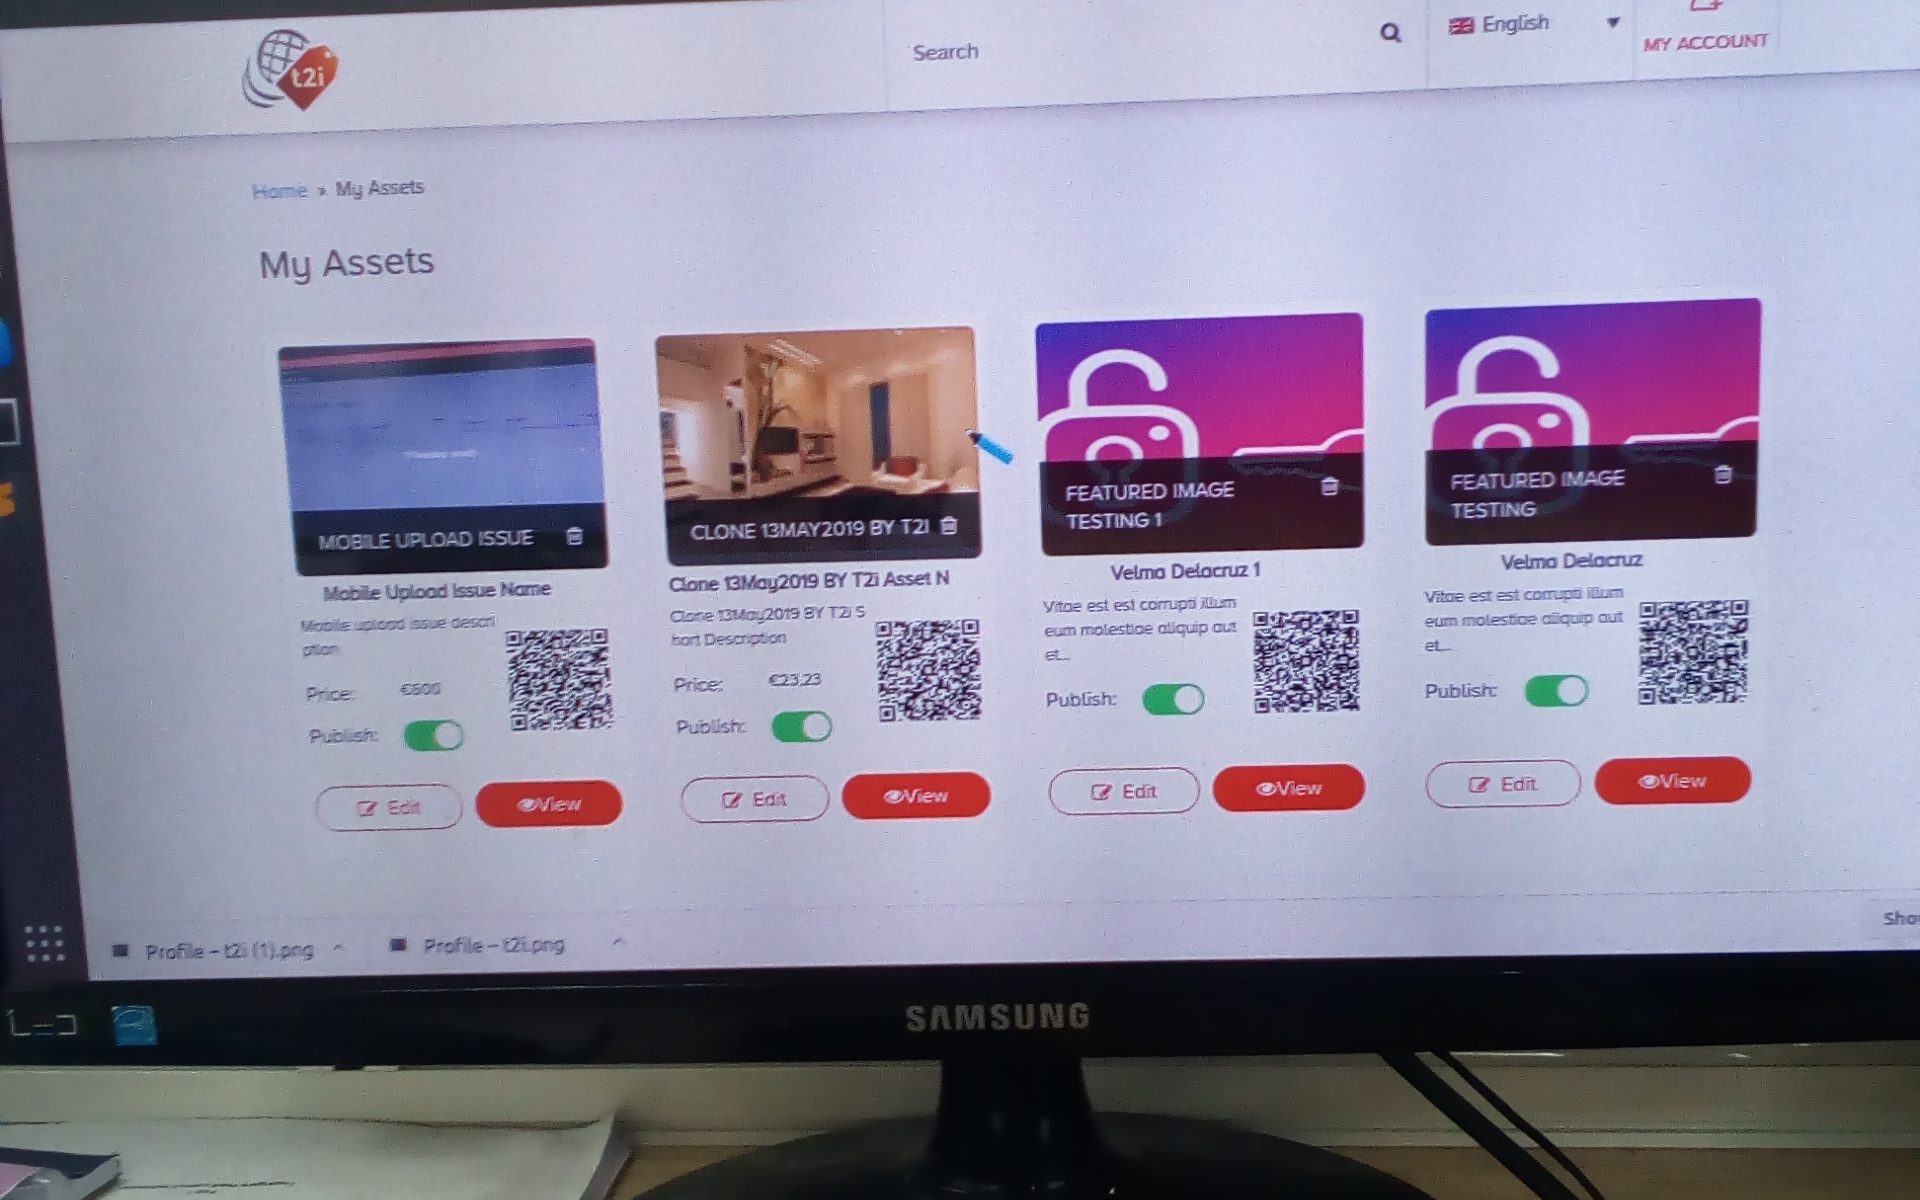 t2i
Search
English
MY ACCOUNT
Home » My Assets
My Assets
MOBILE UPLOAD ISSUE
Mobile Upload Issue Name
Mobile upload issue descri
ption
Price: €600
Publish:
Edit
View
CLONE 13MAY2019 BY T2I
Clone 13May2019 BY T2i Asset N
Clone 13May2019 BY T2i S
hort Description
Price: €23,23
Publish:
Edit
View
FEATURED IMAGE
TESTING 1
Velma Delacruz 1
Vitae est est corrupti illum
eum molestiae aliquip aut
et...
Publish:
Edit
View
FEATURED IMAGE
TESTING
Velma Delacruz
Vitae est est corrupti illum
eum molestiae aliquip aut
et...
Publish:
Edit
View
Sho
Profile – t2i (1).png
Profile – t2i.png
LED
SAMSUNG